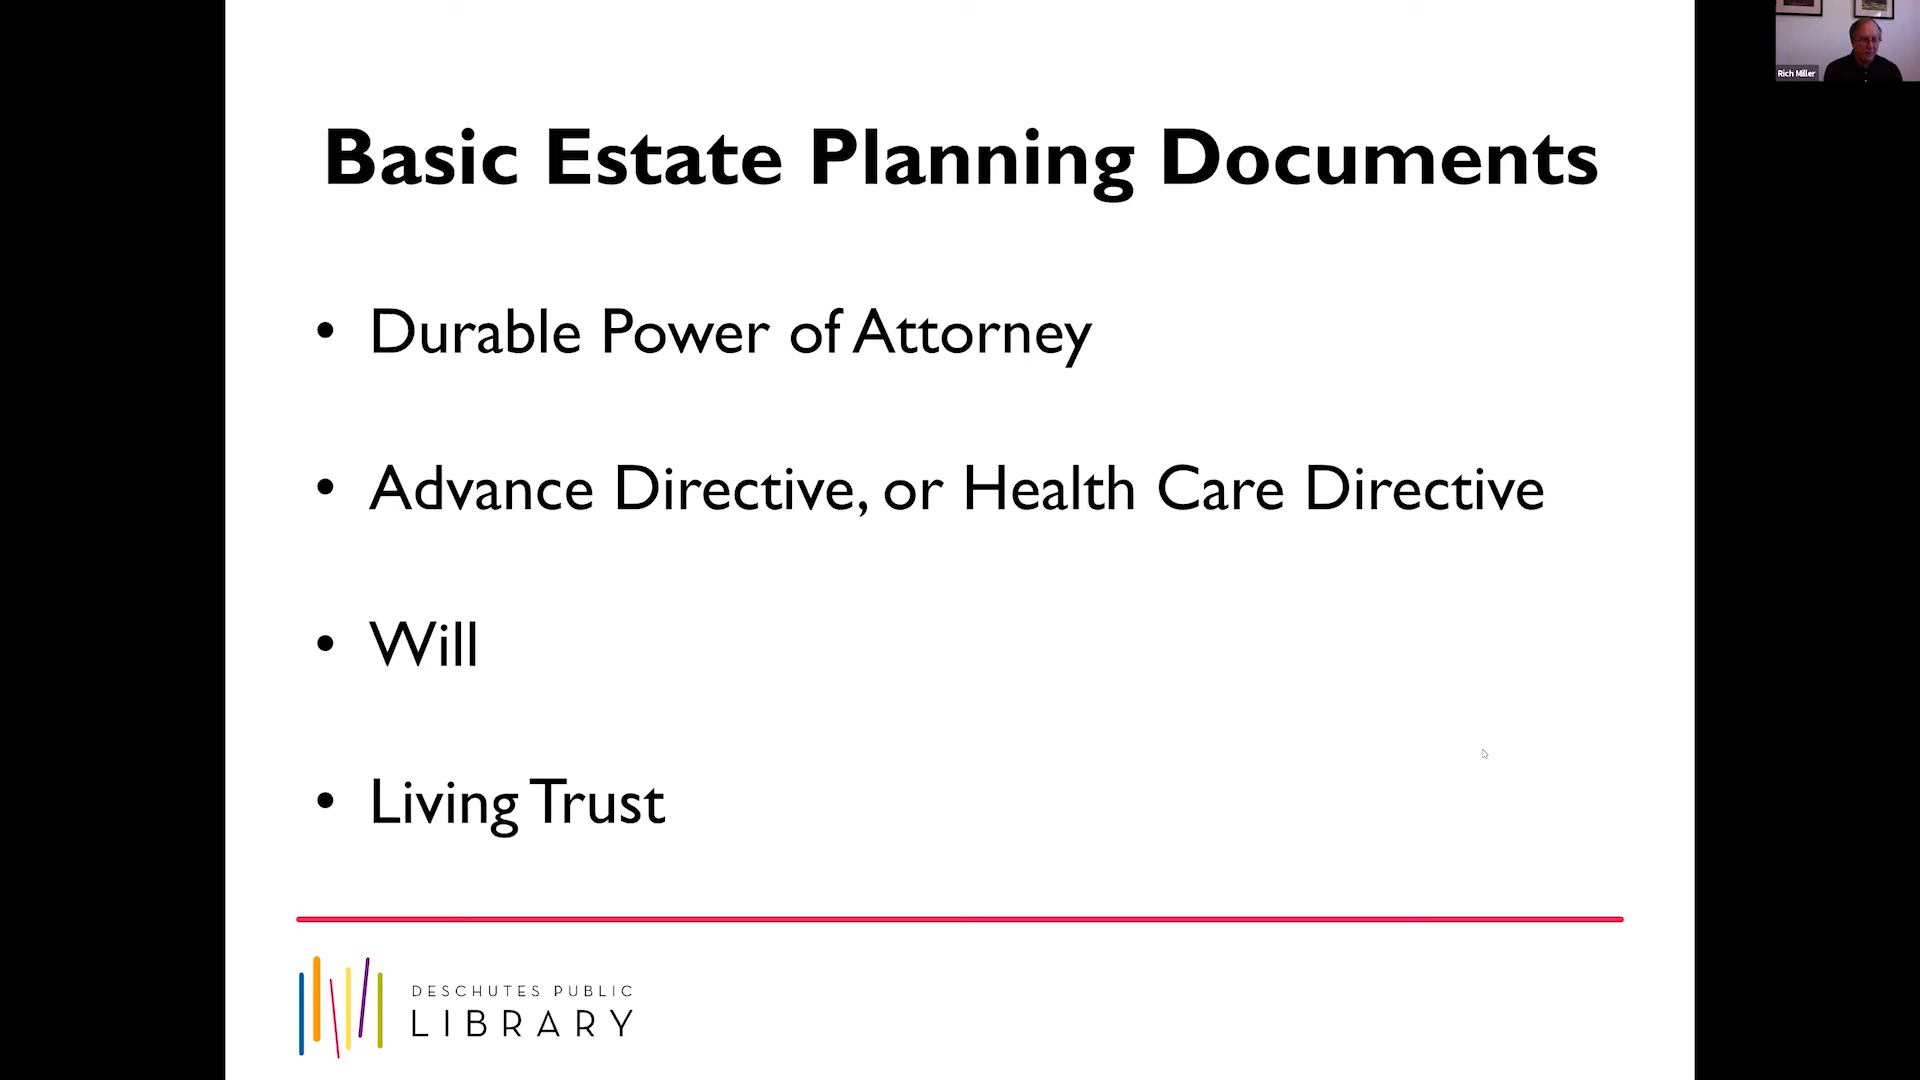 Rich Miller
Basic Estate Planning Documents
• Durable Power of Attorney
• Advance Directive, or Health Care Directive
• Will
• Living Trust
DESCHUTES PUBLIC
LIBRARY